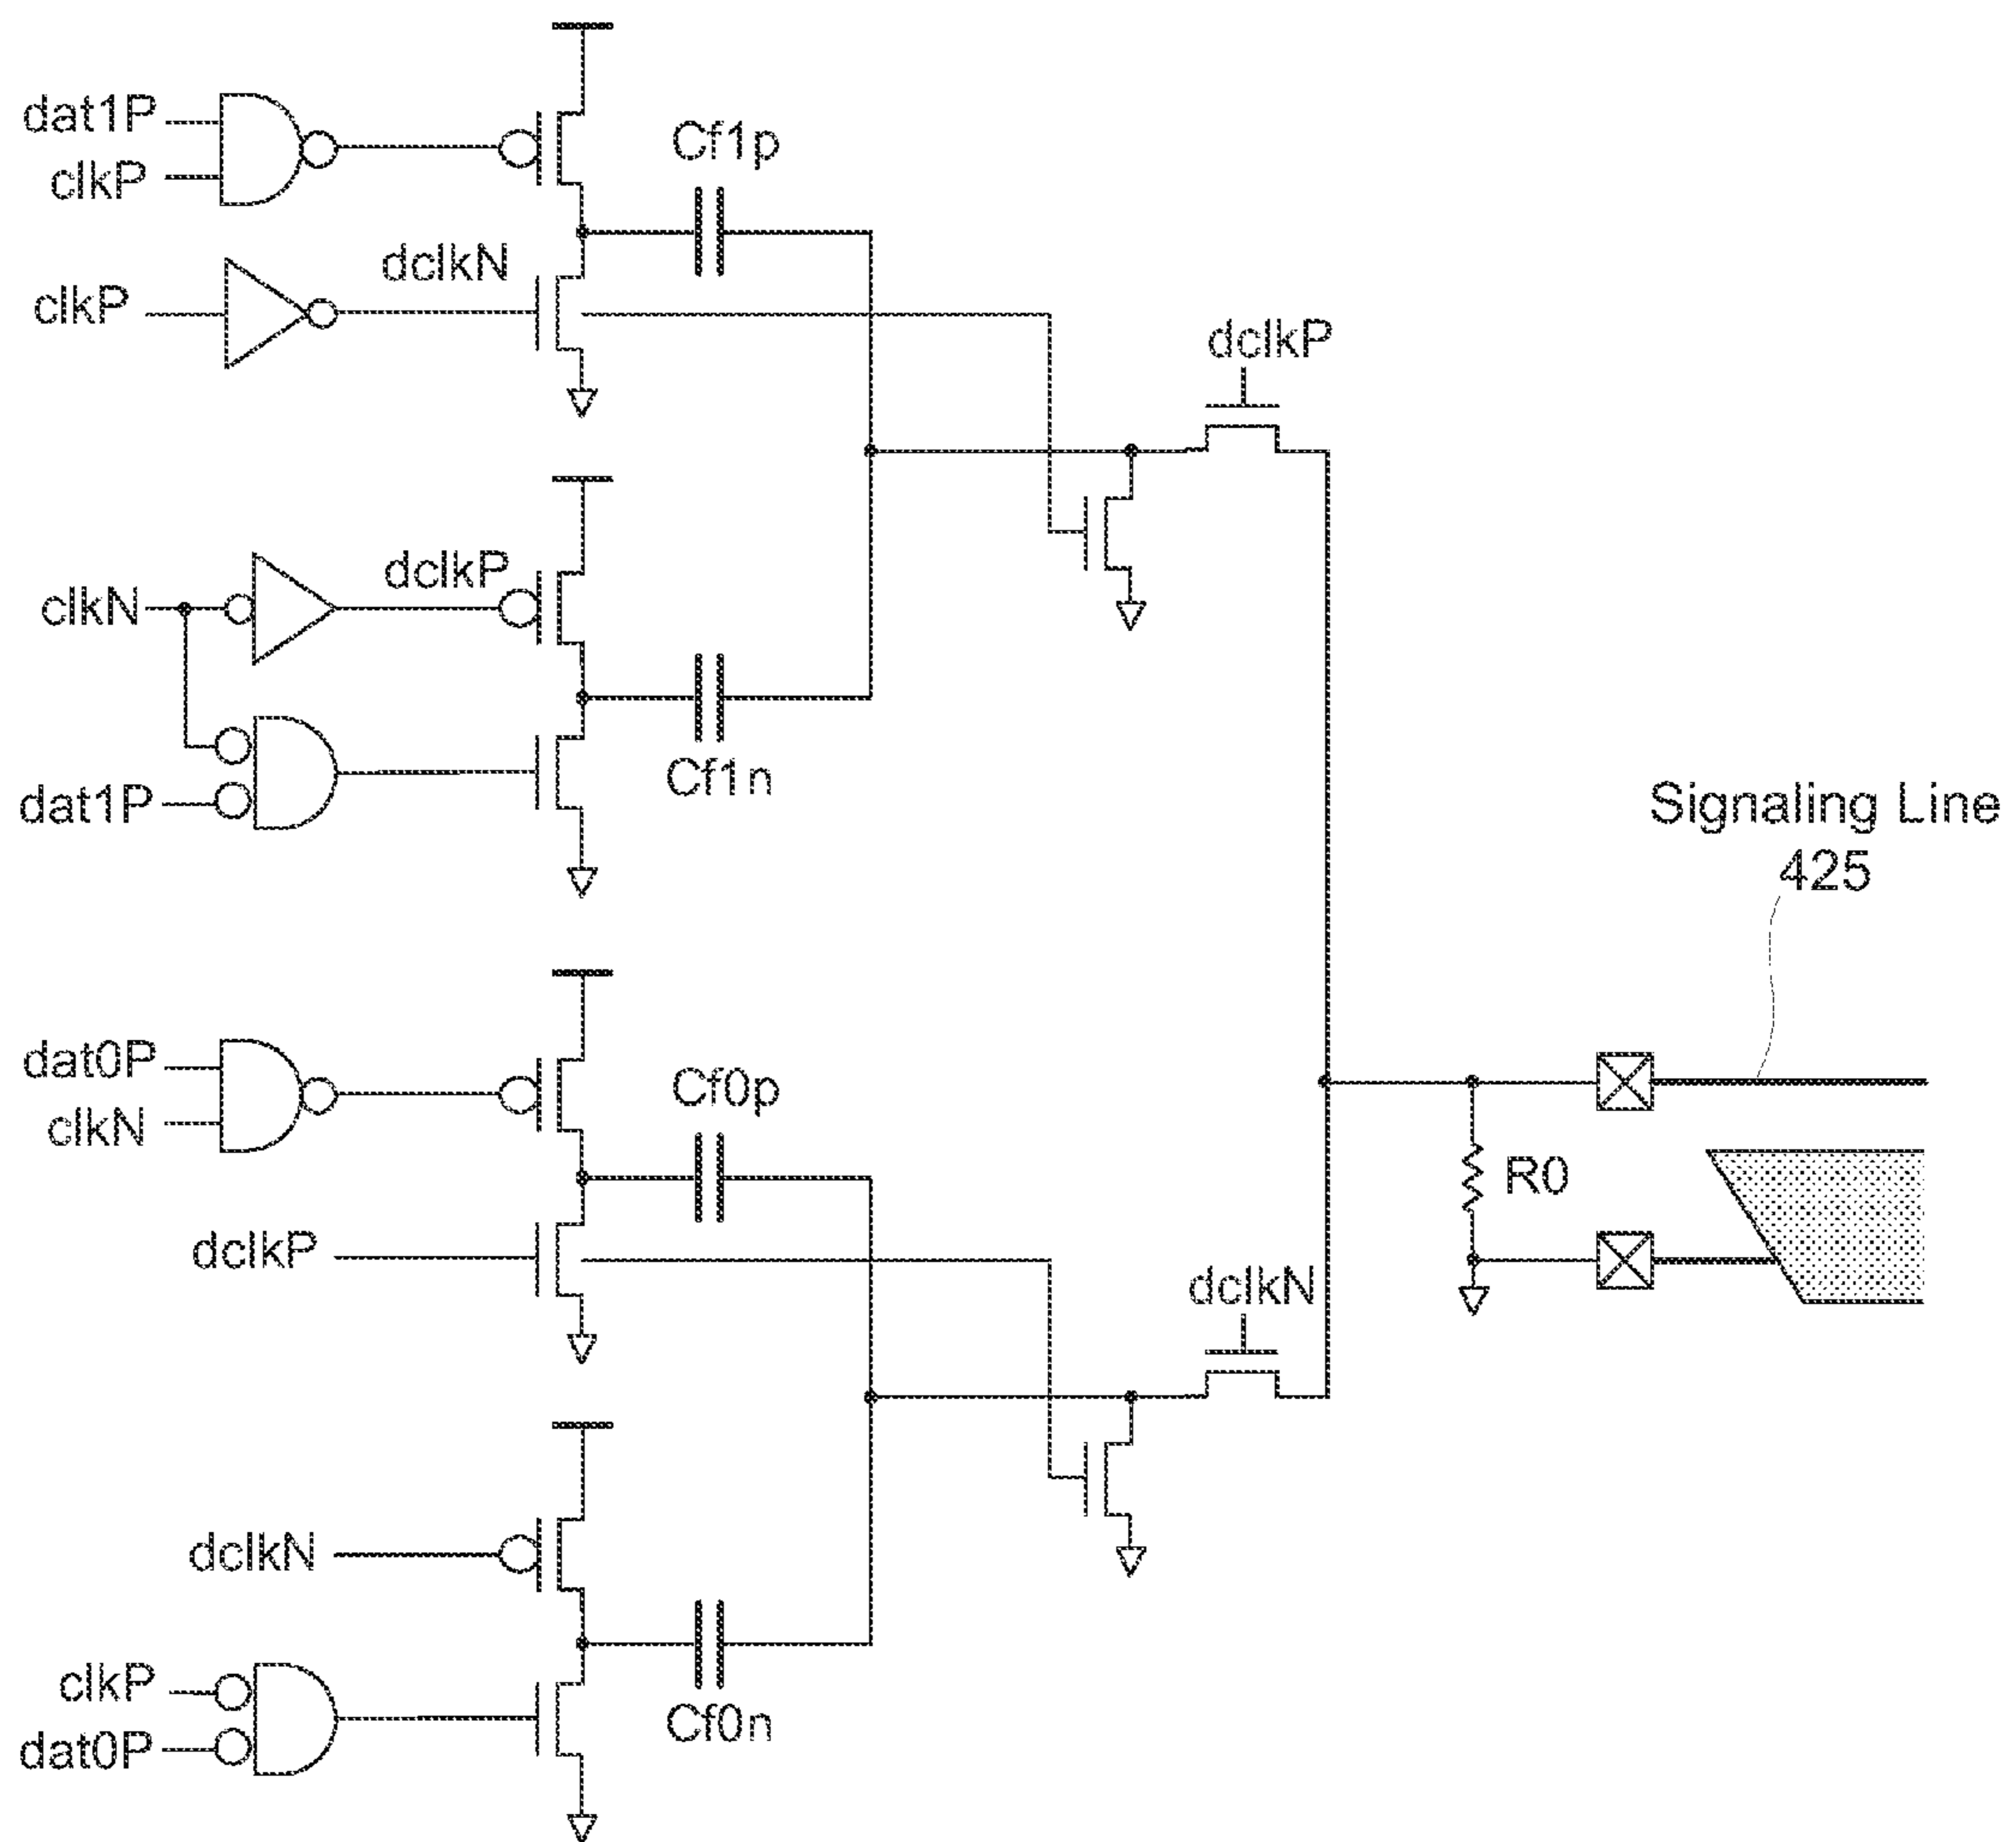 dat1P
clkP
Cf1p
clkP
dclkN
dclkP
clkN
dclkP
dat1P
Cf1n
Signaling Line
425
dat0P
clkN
Cf0p
R0
dclkP
dclkN
dclkN
clkP
dat0P
Cf0n